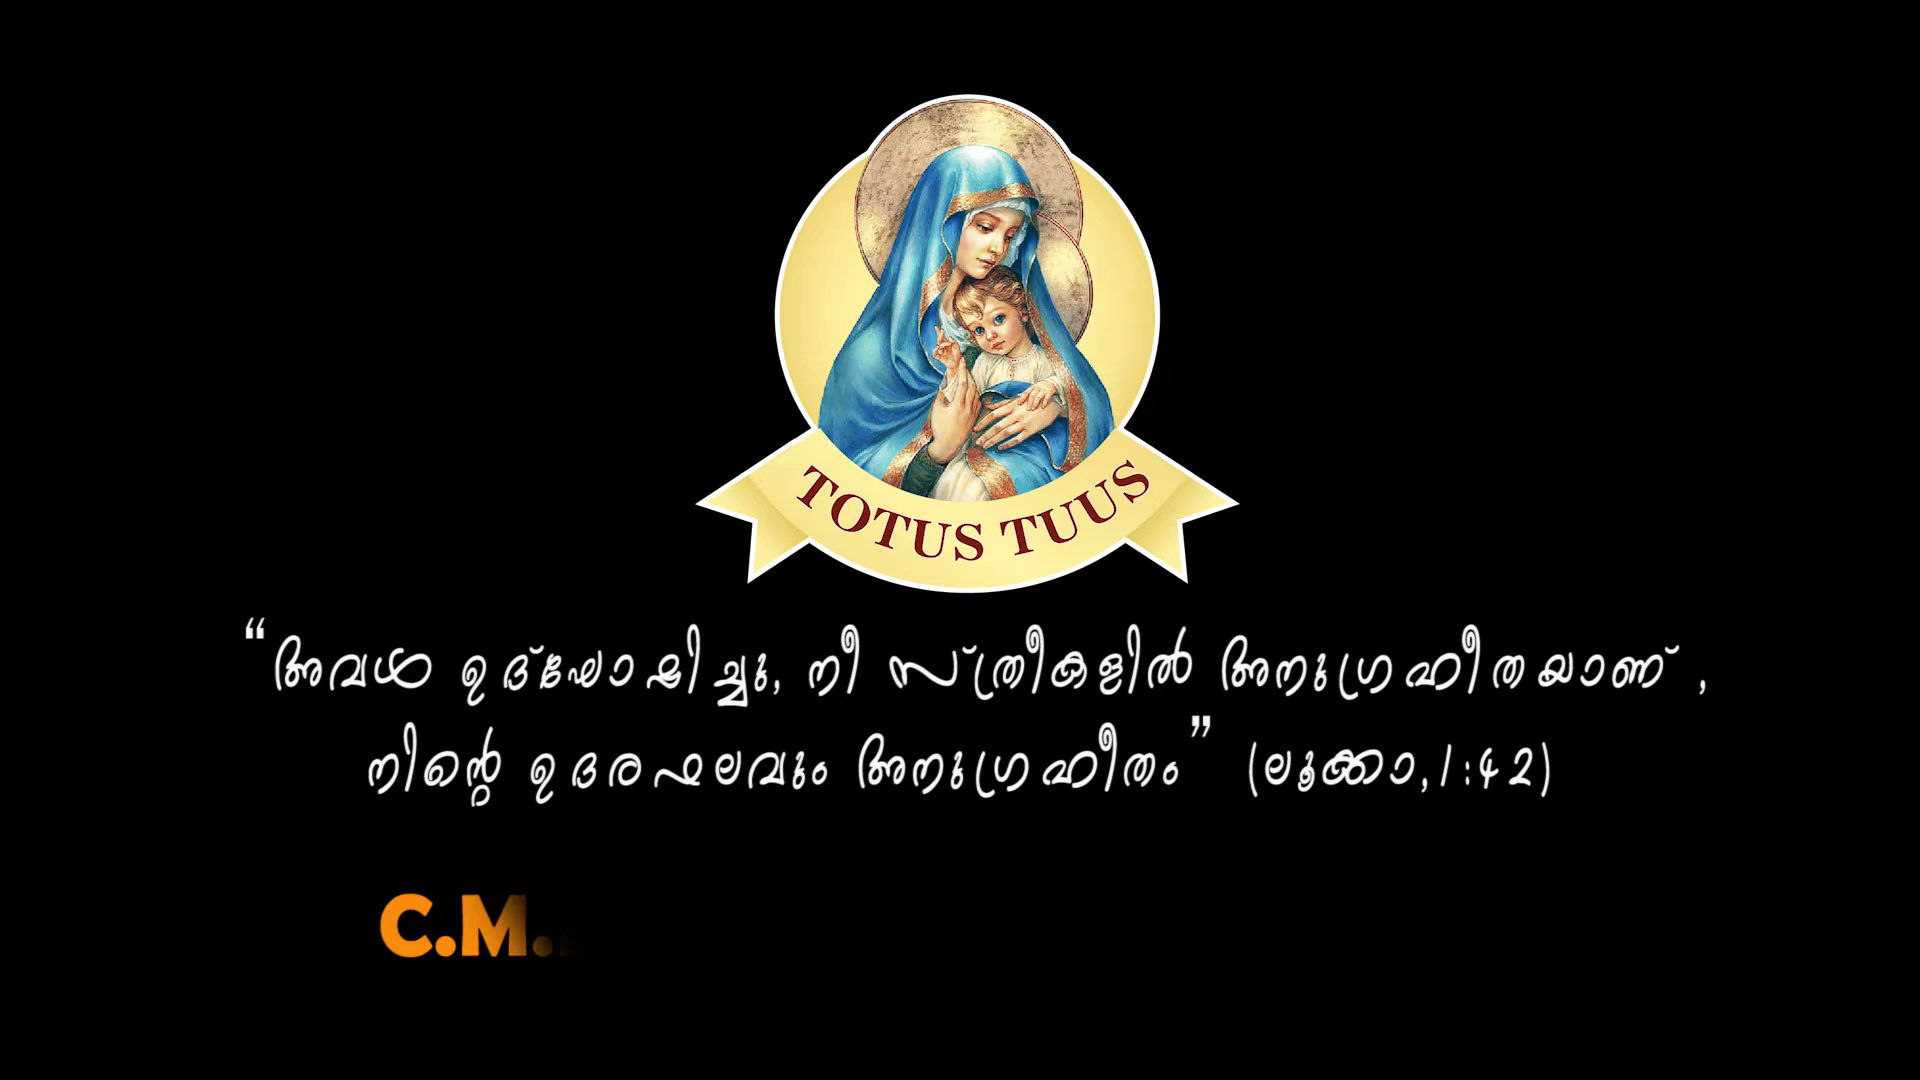 TOTUS TUUS
“അവൾ ഉദ്ഘോഷിച്ചു, നീ സ്ത്രീകളിൽ അനുഗ്രഹീതയാണ് ,
നിന്റെ ഉദരഫലവും അനുഗ്രഹീതം” (ലൂക്കാ,1:42)
C.M.